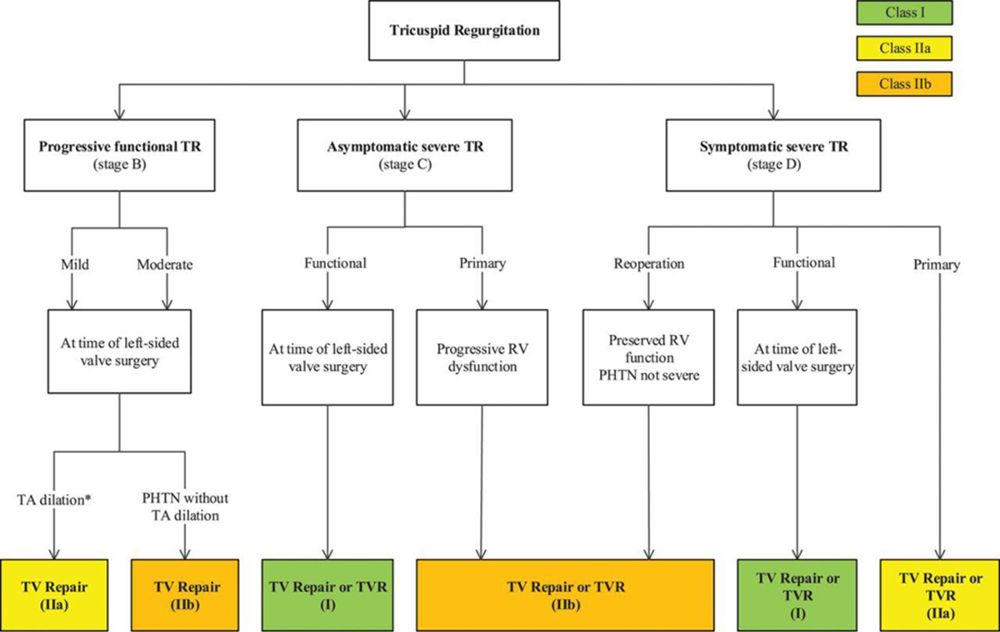 Tricuspid Regurgitation
Class I
Class IIa
Class IIb
Progressive functional TR
(stage B)
Asymptomatic severe TR
(stage C)
Symptomatic severe TR
(stage D)
Mild
Moderate
Functional
Primary
Reoperation
Functional
Primary
At time of left-sided
valve surgery
At time of left-sided
valve surgery
Progressive RV
dysfunction
Preserved RV
function
PHTN not severe
At time of left-
sided valve surgery
TA dilation*
PHTN without
TA dilation
TV Repair
(IIa)
TV Repair
(IIb)
TV Repair or TVR
(I)
TV Repair or TVR
(IIb)
TV Repair or
TVR
(I)
TV Repair or
TVR
(IIa)